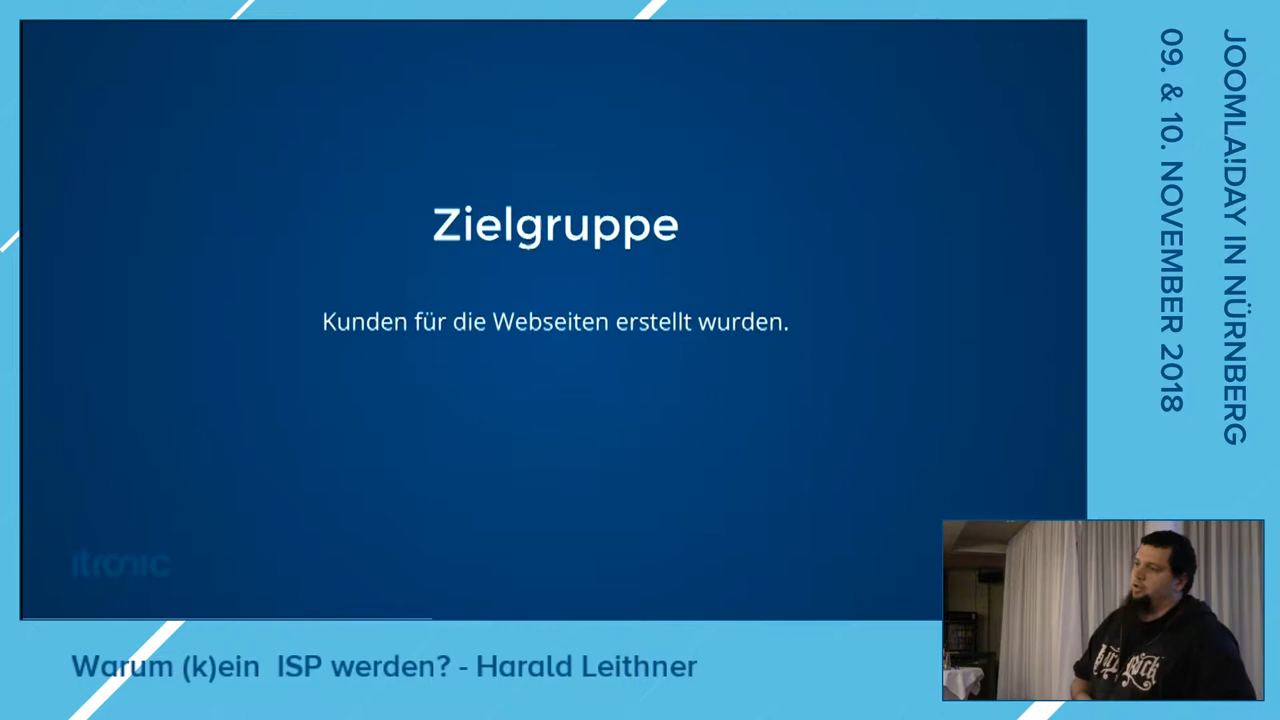 Zielgruppe
Kunden für die Webseiten erstellt wurden.
itronic
JOOMLA!DAY IN NÜRNBERG
09. & 10. NOVEMBER 2018
Warum (k)ein ISP werden? - Harald Leithner